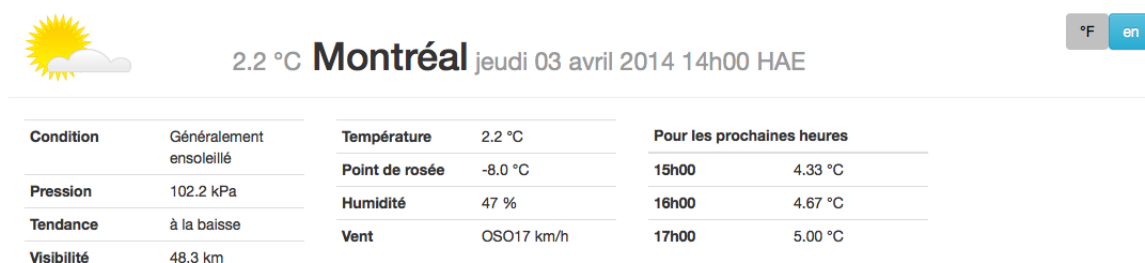 °F en
2.2 °C Montréal jeudi 03 avril 2014 14h00 HAE
Condition Généralement
ensoleillé
Pression 102.2 kPa
Tendance à la baisse
Visibilité 48.3 km
Température 2.2 °C
Point de rosée -8.0 °C
Humidité 47 %
Vent OSO17 km/h
Pour les prochaines heures
15h00 4.33 °C
16h00 4.67 °C
17h00 5.00 °C